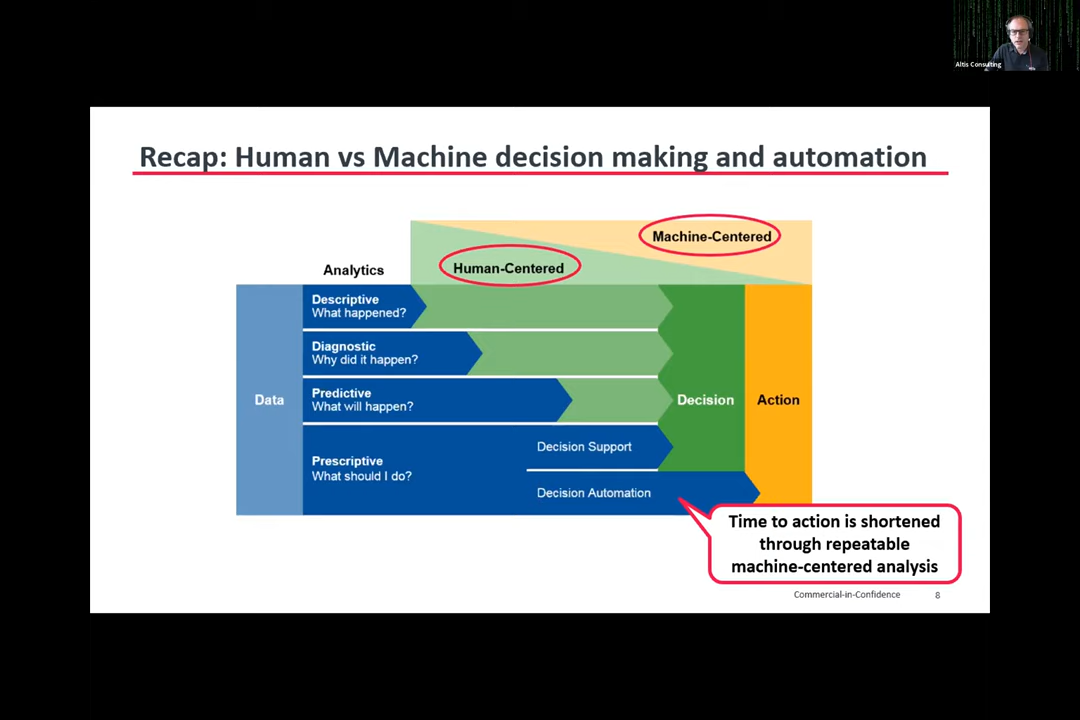 Altis Consulting
Recap: Human vs Machine decision making and automation
Machine-Centered
Human-Centered
Analytics
Descriptive
What happened?
Diagnostic
Why did it happen?
Predictive
What will happen?
Data
Decision
Action
Decision Support
Prescriptive
What should I do?
Decision Automation
Time to action is shortened
through repeatable
machine-centered analysis
Commercial-in-Confidence
8